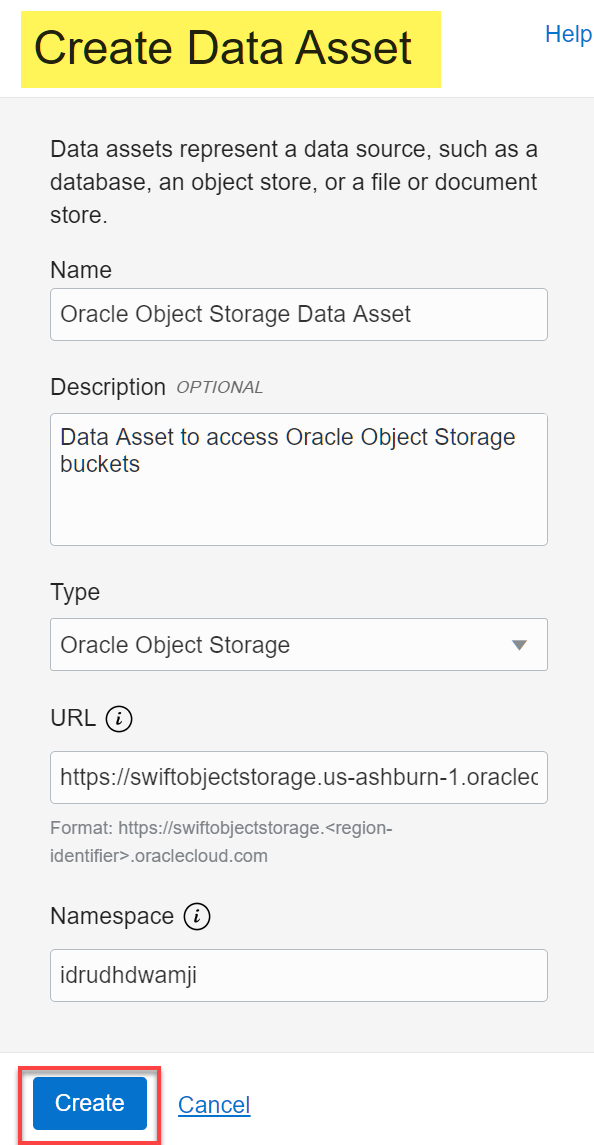 Create Data Asset
Help
Data assets represent a data source, such as a
database, an object store, or a file or document
store.
Name
Oracle Object Storage Data Asset
Description OPTIONAL
Data Asset to access Oracle Object Storage
buckets
Type
Oracle Object Storage
URL i
https://swiftobjectstorage.us-ashburn-1.oraclec
Format: https://swiftobjectstorage.<region-
identifier>.oraclecloud.com
Namespace i
idrudhdwamji
Create
Cancel